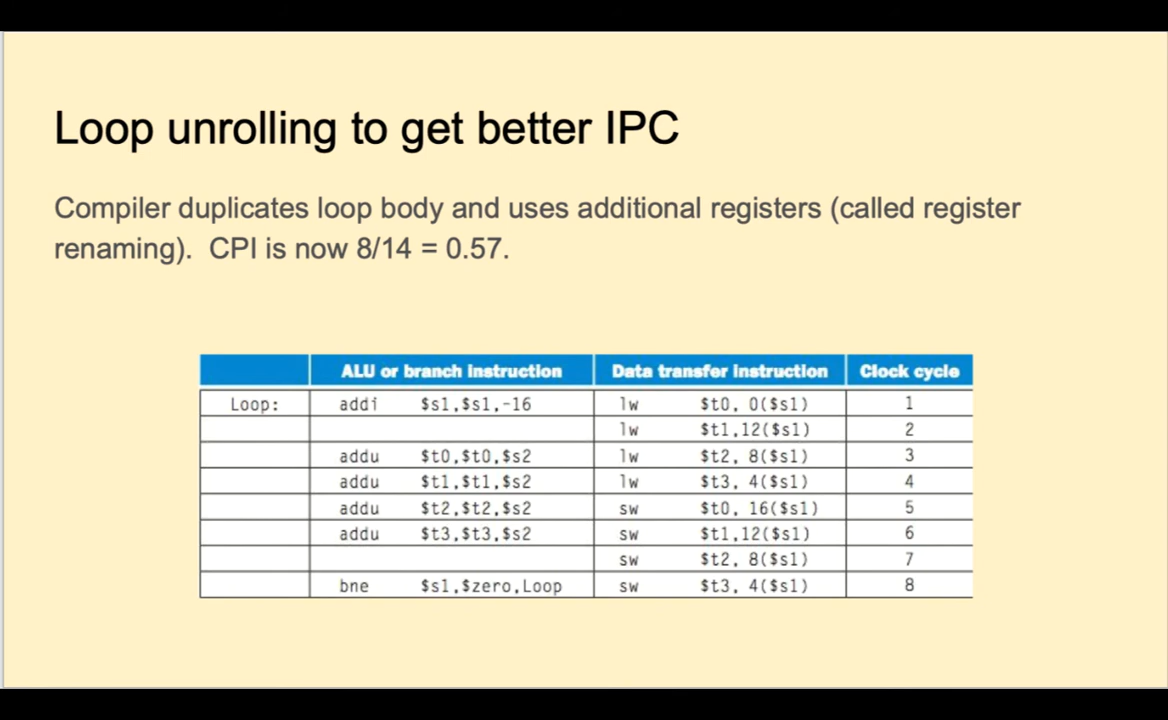 Loop unrolling to get better IPC
Compiler duplicates loop body and uses additional registers (called register
renaming). CPI is now 8/14 = 0.57.
ALU or branch instruction Data transfer instruction Clock cycle
Loop: addi $s1,$s1,-16 lw $t0, 0($s1) 1
lw $t1,12($s1) 2
addu $t0,$t0,$s2 lw $t2, 8($s1) 3
addu $t1,$t1,$s2 lw $t3, 4($s1) 4
addu $t2,$t2,$s2 sw $t0, 16($s1) 5
addu $t3,$t3,$s2 sw $t1,12($s1) 6
sw $t2, 8($s1) 7
bne $s1,$zero,Loop sw $t3, 4($s1) 8